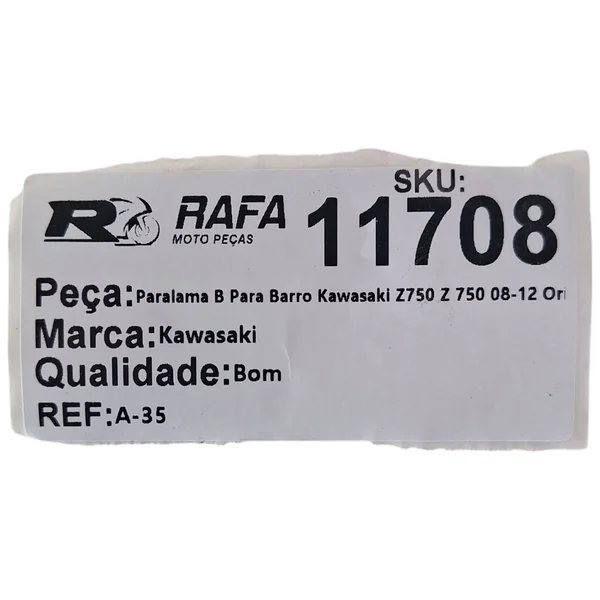 SKU:
R RAFA 11708
MOTO PEÇAS
Peça:Paralama B Para Barro Kawasaki Z750 Z 750 08-12 Ori
Marca:Kawasaki
Qualidade:Bom
REF:A-35